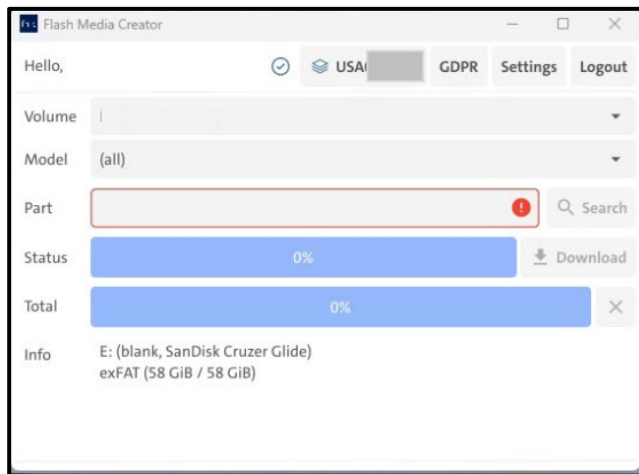 Flash Media Creator
Hello,
USA
GDPR
Settings
Logout
Volume
Model
(all)
Part
Search
Status
0%
Download
Total
0%
Info
E: (blank, SanDisk Cruzer Glide)
exFAT (58 GiB / 58 GiB)